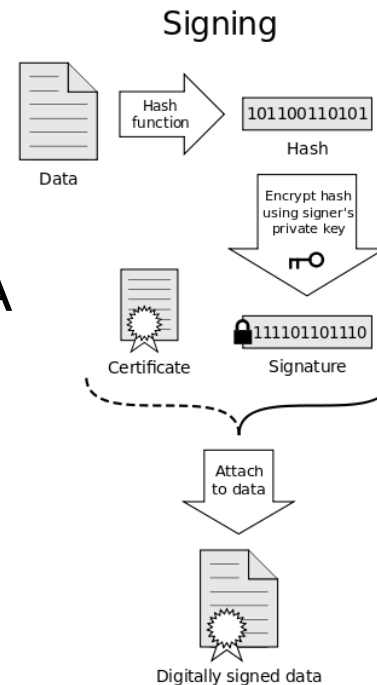 Signing
Hash
function
101100110101
Hash
Data
Encrypt hash
using signer's
private key
A
111101101110
Certificate
Signature
Attach
to data
Digitally signed data